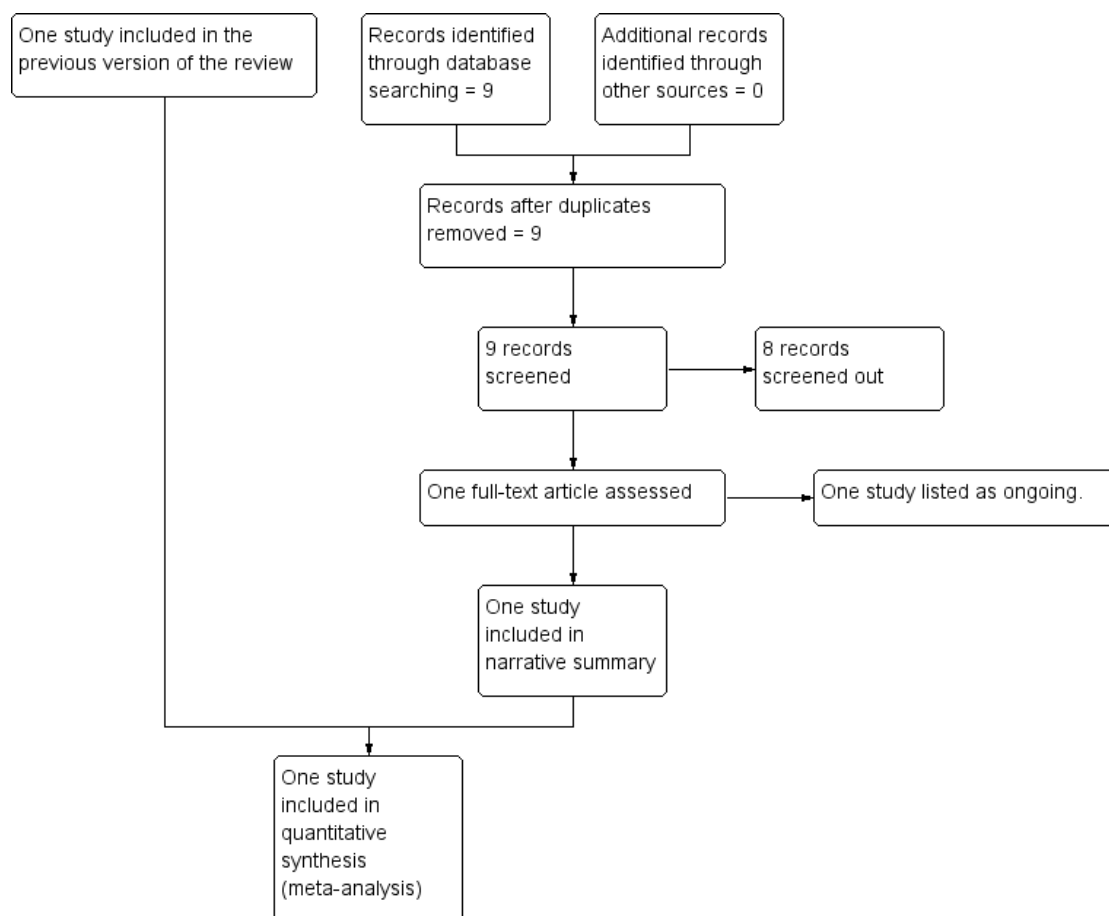 One study included in the
previous version of the review
Records identified
through database
searching = 9
Additional records
identified through
other sources = 0
Records after duplicates
removed = 9
9 records
screened
8 records
screened out
One full-text article assessed
One study listed as ongoing.
One study
included in
narrative summary
One study
included in
quantitative
synthesis
(meta-analysis)